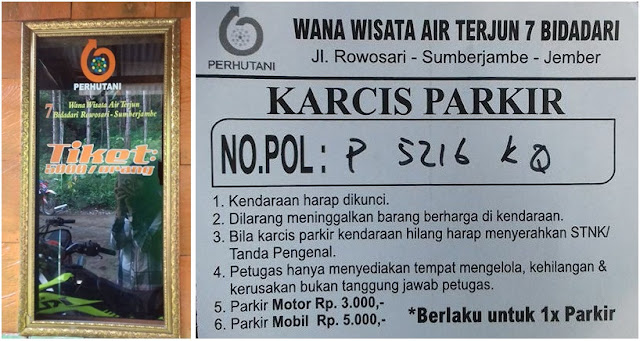 PERHUTANI
7 Wana Wisata Air Terjun
Bidadari Rowosari - Sumberjambe
Tiket:
5000/orang
PERHUTANI
WANA WISATA AIR TERJUN 7 BIDADARI
Jl. Rowosari - Sumberjambe - Jember
KARCIS PARKIR
NO.POL : P 5216 KQ
1. Kendaraan harap dikunci.
2. Dilarang meninggalkan barang berharga di kendaraan.
3. Bila karcis parkir kendaraan hilang harap menyerahkan STNK/
Tanda Pengenal.
4. Petugas hanya menyediakan tempat mengelola, kehilangan &
kerusakan bukan tanggung jawab petugas.
5. Parkir Motor Rp. 3.000,-
6. Parkir Mobil Rp. 5.000,- *Berlaku untuk 1x Parkir